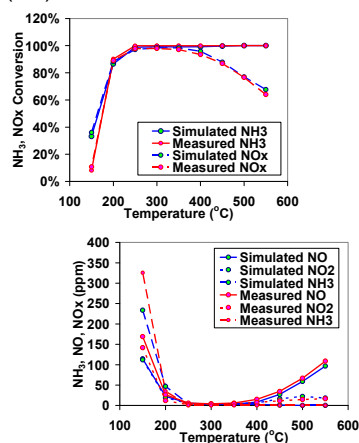 100%
80%
60%
40%
20%
0%
NH3, NOx Conversion
Simulated NH3
Measured NH3
Simulated NOx
Measured NOx
100 200 300 400 500 600
Temperature (°C)
400
350
300
250
200
150
100
50
0
NH3, NO, NOx (ppm)
Simulated NO
Simulated NO2
Simulated NH3
Measured NO
Measured NO2
Measured NH3
100 200 300 400 500 600
Temperature (°C)